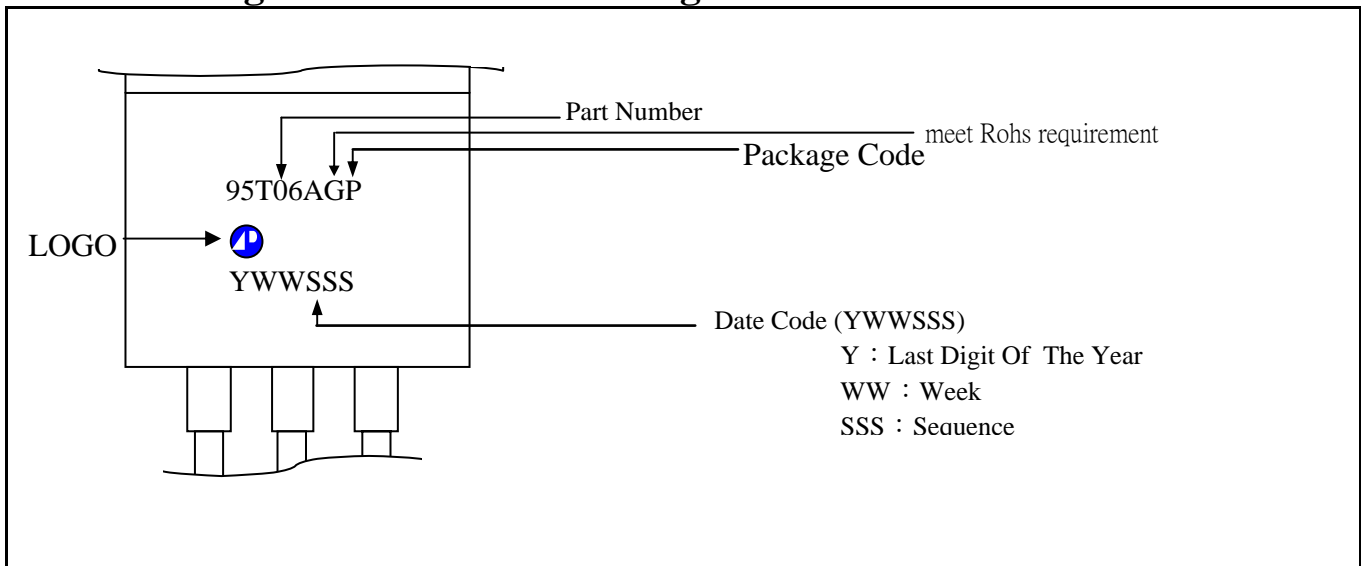 Part Number
meet Rohs requirement
Package Code
95T06AGP
LOGO
YWWSSS
Date Code (YWWSSS)
Y：Last Digit Of The Year
WW：Week
SSS：Sequence